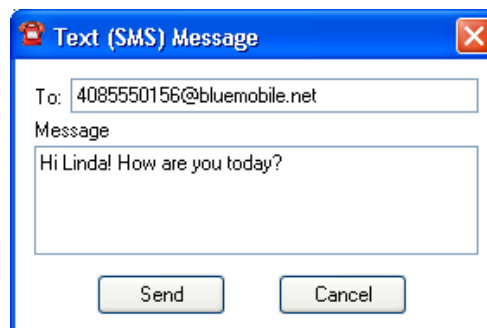 Text (SMS) Message
To: 4085550156@bluemobile.net
Message
Hi Linda! How are you today?
Send Cancel